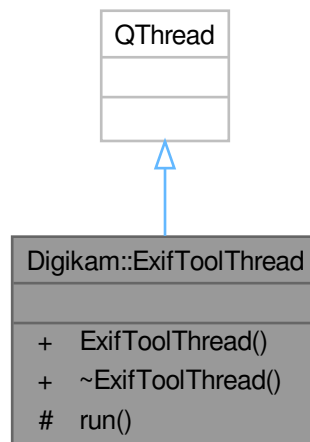 QThread
Digikam::ExifToolThread
+ ExifToolThread()
+ ~ExifToolThread()
# run()